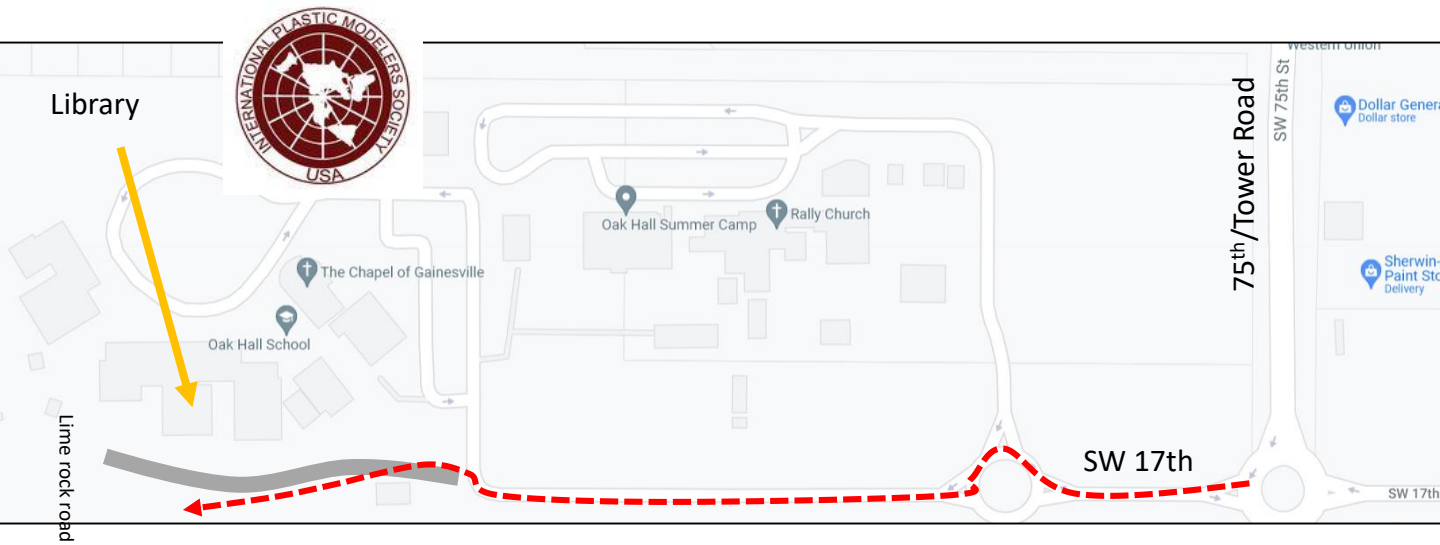 INTERNATIONAL PLASTIC MODELERS SOCIETY
USA
Library
Western Union
75th/Tower Road
SW 75th St
Dollar Genera
Dollar store
Oak Hall Summer Camp
Rally Church
The Chapel of Gainesville
Sherwin-
Paint Sto
Delivery
Oak Hall School
Lime rock road
SW 17th
SW 17th